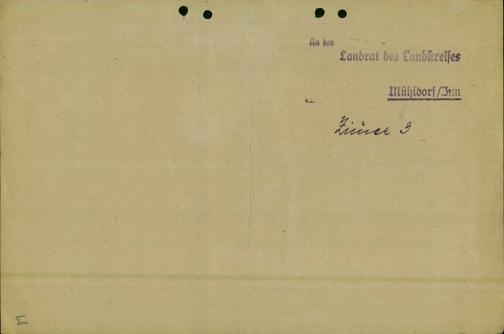 An den
Landrat des Landkreises
Mühldorf/Inn
Zimmer 3